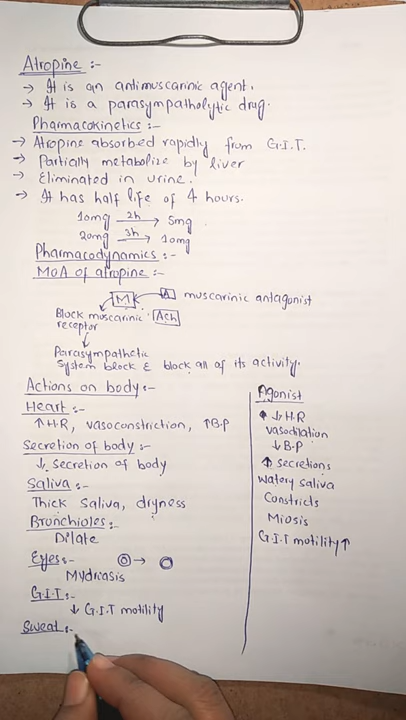 Atropine :-
→ It is an antimuscarinic agent.
→ It is a parasympatholytic drug.
Pharmacokinetics :-
→ Atropine absorbed rapidly from G.I.T.
→ Partially metabolize by liver
→ Eliminated in urine.
→ It has half life of 4 hours.
10mg 2h → 5mg
20mg 3h → 10mg
Pharmacodynamics :-
MOA of atropine :-
M A muscarinic antagonist
Block muscarinic receptor
Ach
Parasympathetic
system block & block all of its activity.
Actions on body :-
Heart :-
↑H.R, vasoconstriction, ↑B.P
Secretion of body :-
↓ secretion of body
Saliva :-
Thick saliva, dryness
Bronchioles :-
Dilate
Eyes :- →
Mydriasis
G.I.T :-
↓ G.I.T motility
Sweat :-
Agonist
↓ H.R
vasodilation
↓ B.P
↑ secretions
Watery saliva
Constricts
Miosis
G.I.T motility ↑